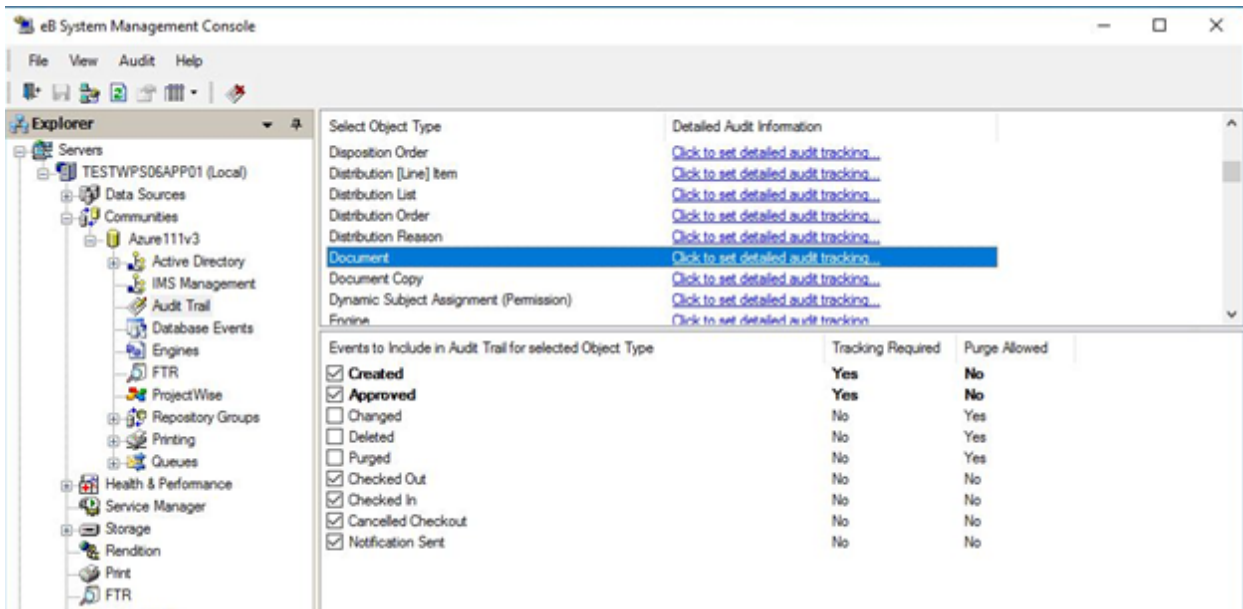 eB System Management Console
File View Audit Help
Explorer
Servers
TESTWPS06APP01 (Local)
Data Sources
Communities
Azure111v3
Active Directory
IMS Management
Audit Trail
Database Events
Engines
FTR
ProjectWise
Repository Groups
Printing
Queues
Health & Performance
Service Manager
Storage
Rendition
Print
FTR
Select Object Type Detailed Audit Information
Disposition Order Click to set detailed audit tracking...
Distribution [Line] Item Click to set detailed audit tracking...
Distribution List Click to set detailed audit tracking...
Distribution Order Click to set detailed audit tracking...
Distribution Reason Click to set detailed audit tracking...
Document Click to set detailed audit tracking...
Document Copy Click to set detailed audit tracking...
Dynamic Subject Assignment (Permission) Click to set detailed audit tracking...
Engine Click to set detailed audit tracking
Events to Include in Audit Trail for selected Object Type Tracking Required Purge Allowed
Created Yes No
Approved Yes No
Changed No Yes
Deleted No Yes
Purged No Yes
Checked Out No No
Checked In No No
Cancelled Checkout No No
Notification Sent No No